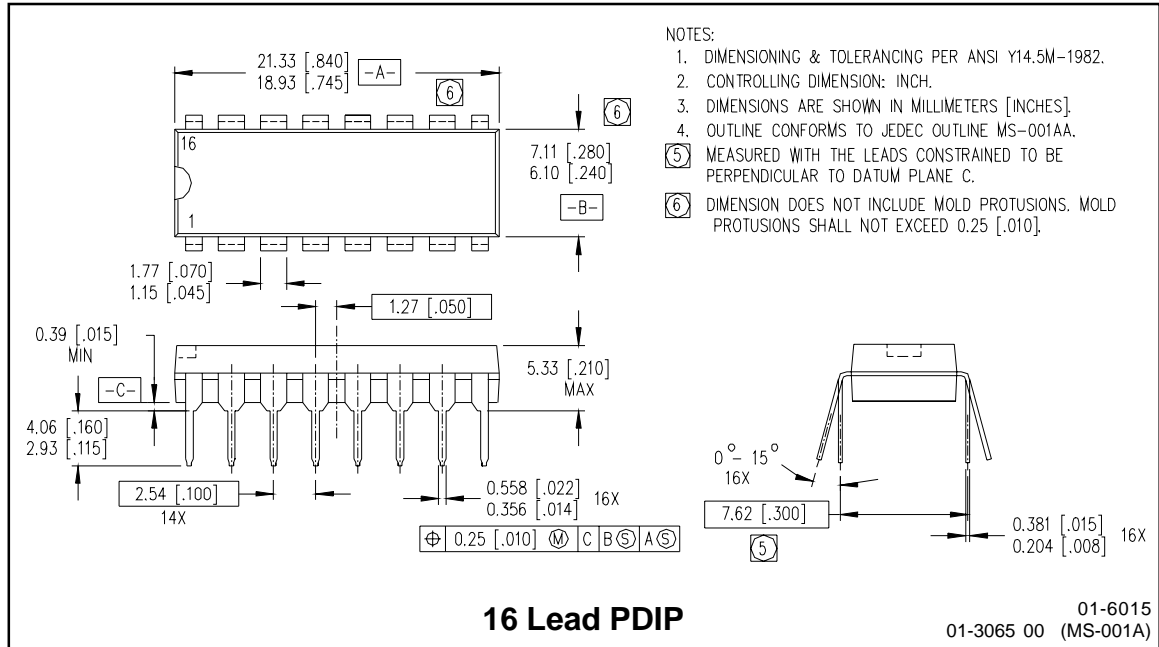 21.33 [.840]
18.93 [.745]
-A-
6
6
16
1
7.11 [.280]
6.10 [.240]
-B-
NOTES:
1. DIMENSIONING & TOLERANCING PER ANSI Y14.5M-1982.
2. CONTROLLING DIMENSION: INCH.
3. DIMENSIONS ARE SHOWN IN MILLIMETERS [INCHES].
4. OUTLINE CONFORMS TO JEDEC OUTLINE MS-001AA.
5 MEASURED WITH THE LEADS CONSTRAINED TO BE
PERPENDICULAR TO DATUM PLANE C.
6 DIMENSION DOES NOT INCLUDE MOLD PROTUSIONS. MOLD
PROTUSIONS SHALL NOT EXCEED 0.25 [.010].
1.77 [.070]
1.15 [.045]
1.27 [.050]
0.39 [.015]
MIN
-C-
5.33 [.210]
MAX
4.06 [.160]
2.93 [.115]
2.54 [.100]
14X
0.558 [.022]
0.356 [.014]
16X
⌖ 0.25 [.010] Ⓜ C BⓈ AⓈ
0° - 15°
16X
7.62 [.300]
5
0.381 [.015]
0.204 [.008]
16X
16 Lead PDIP
01-6015
01-3065 00 (MS-001A)